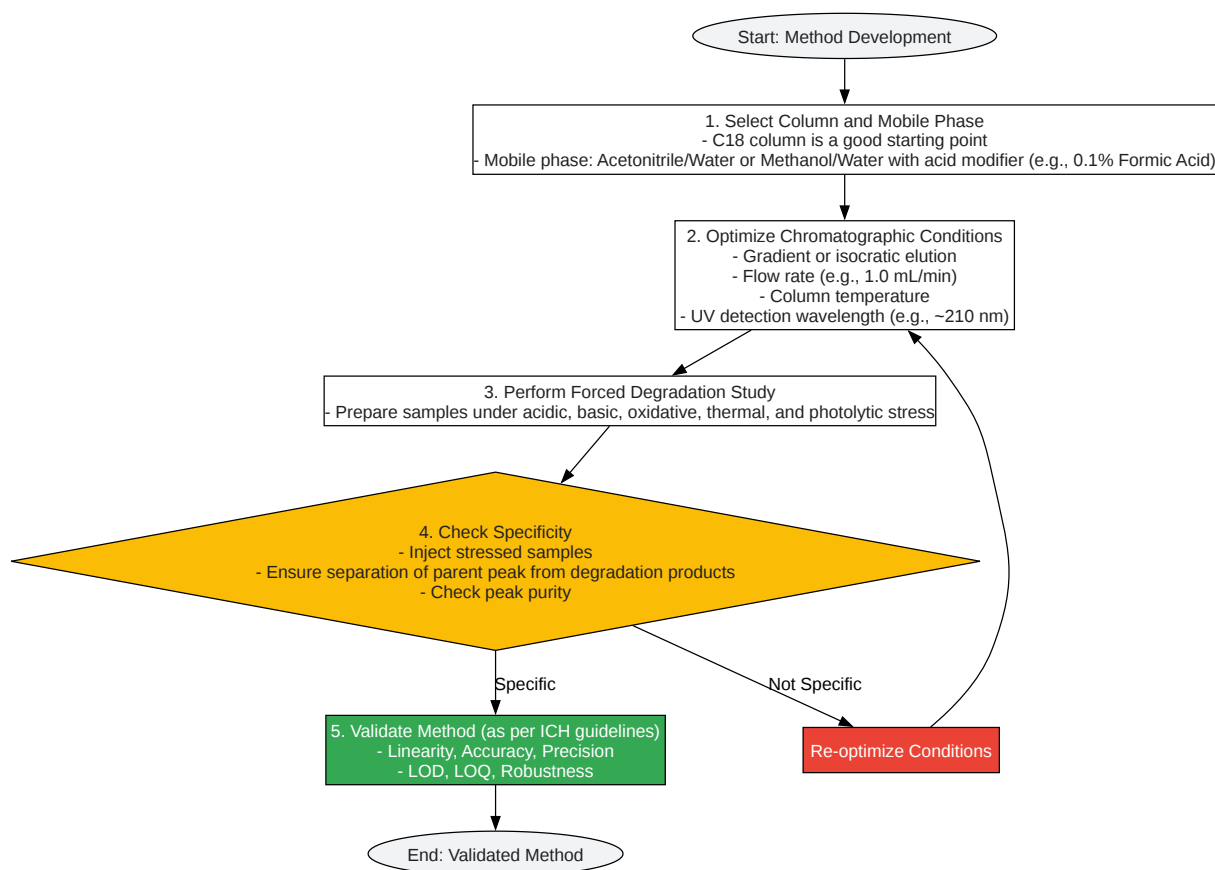 Start: Method Development
1. Select Column and Mobile Phase
- C18 column is a good starting point
- Mobile phase: Acetonitrile/Water or Methanol/Water with acid modifier (e.g., 0.1% Formic Acid)
2. Optimize Chromatographic Conditions
- Gradient or isocratic elution
- Flow rate (e.g., 1.0 mL/min)
- Column temperature
- UV detection wavelength (e.g., ~210 nm)
3. Perform Forced Degradation Study
- Prepare samples under acidic, basic, oxidative, thermal, and photolytic stress
4. Check Specificity
- Inject stressed samples
- Ensure separation of parent peak from degradation products
- Check peak purity
Specific
Not Specific
5. Validate Method (as per ICH guidelines)
- Linearity, Accuracy, Precision
- LOD, LOQ, Robustness
Re-optimize Conditions
End: Validated Method